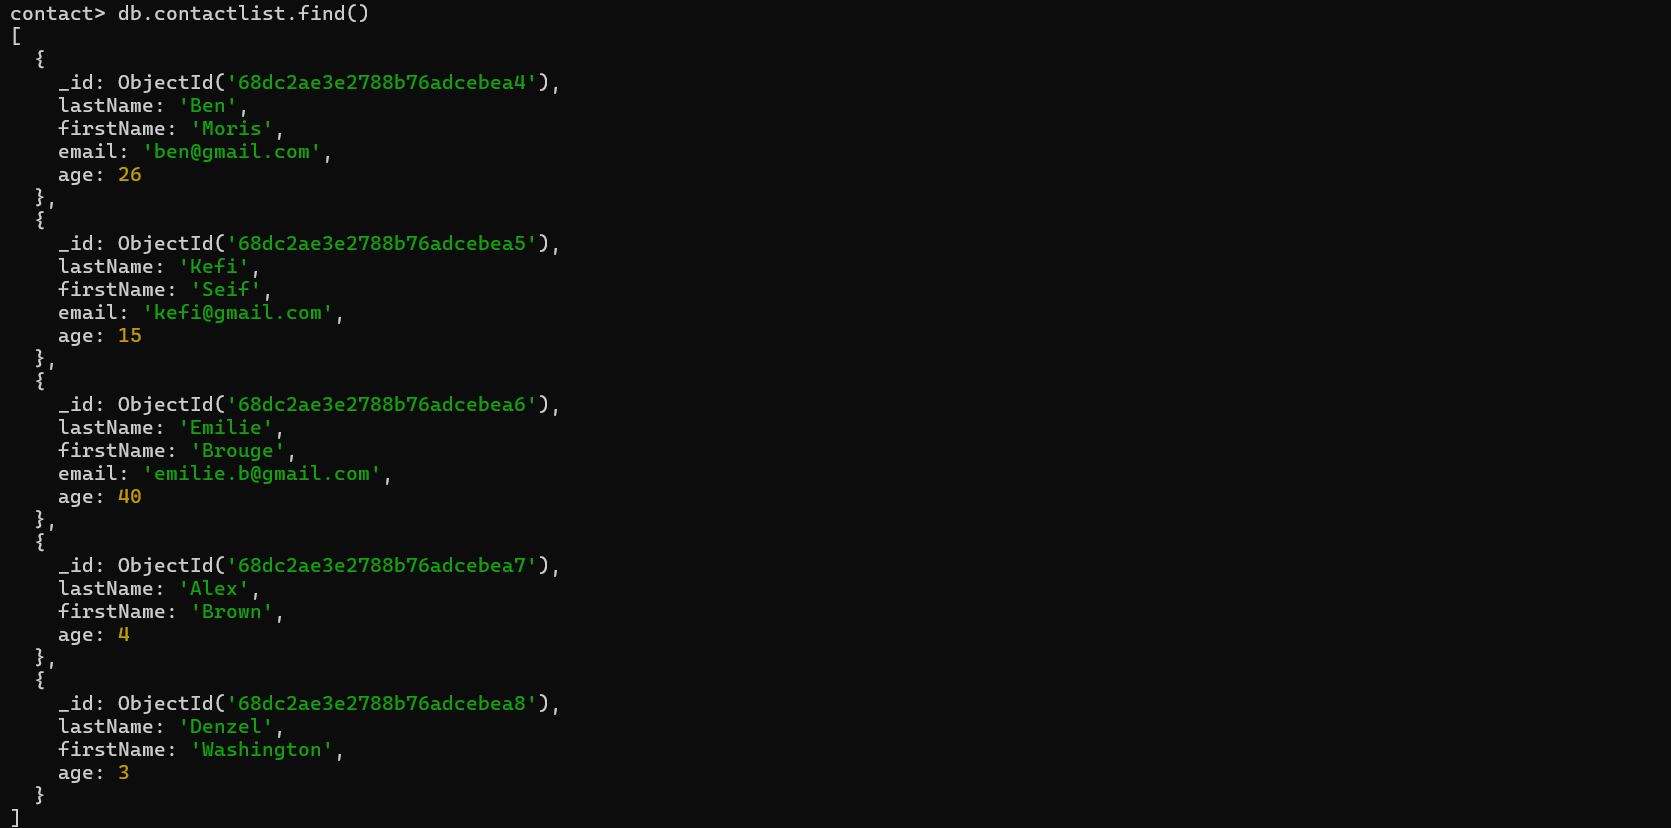 contact> db.contactlist.find()
[
  {
    _id: ObjectId('68dc2ae3e2788b76adcebea4'),
    lastName: 'Ben',
    firstName: 'Moris',
    email: 'ben@gmail.com',
    age: 26
  },
  {
    _id: ObjectId('68dc2ae3e2788b76adcebea5'),
    lastName: 'Kefi',
    firstName: 'Seif',
    email: 'kefi@gmail.com',
    age: 15
  },
  {
    _id: ObjectId('68dc2ae3e2788b76adcebea6'),
    lastName: 'Emilie',
    firstName: 'Brouge',
    email: 'emilie.b@gmail.com',
    age: 40
  },
  {
    _id: ObjectId('68dc2ae3e2788b76adcebea7'),
    lastName: 'Alex',
    firstName: 'Brown',
    age: 4
  },
  {
    _id: ObjectId('68dc2ae3e2788b76adcebea8'),
    lastName: 'Denzel',
    firstName: 'Washington',
    age: 3
  }
]